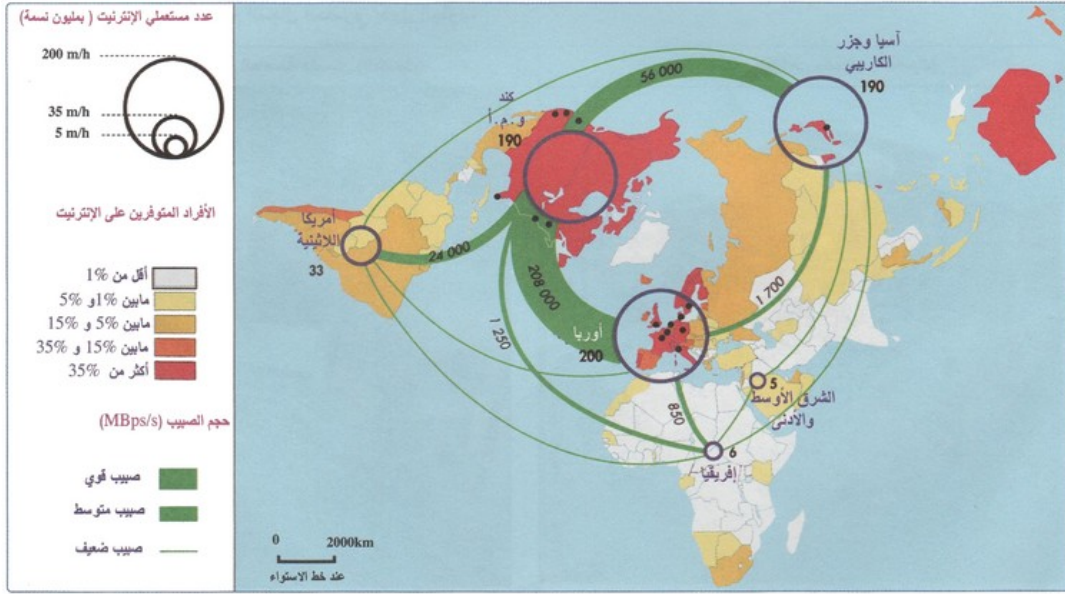 عدد مستعملي الإنترنيت ( بمليون نسمة)
200 m/h
35 m/h
5 m/h
الأفراد المتوفرين على الإنترنيت
أقل من 1%
مابين 1% و 5%
مابين 5% و 15%
مابين 15% و 35%
أكثر من 35%
حجم الصبيب (MBps/s)
صبيب قوي
صبيب متوسط
صبيب ضعيف
آسيا وجزر
الكاريبي
190
56 000
كند
و.م.أ
190
أمريكا
اللاثينية
33
24 000
208 000
1 250
أوربا
200
1 700
850
5
الشرق الأوسط
والأدنى
6
إفريقيا
0 2000km
عند خط الاستواء